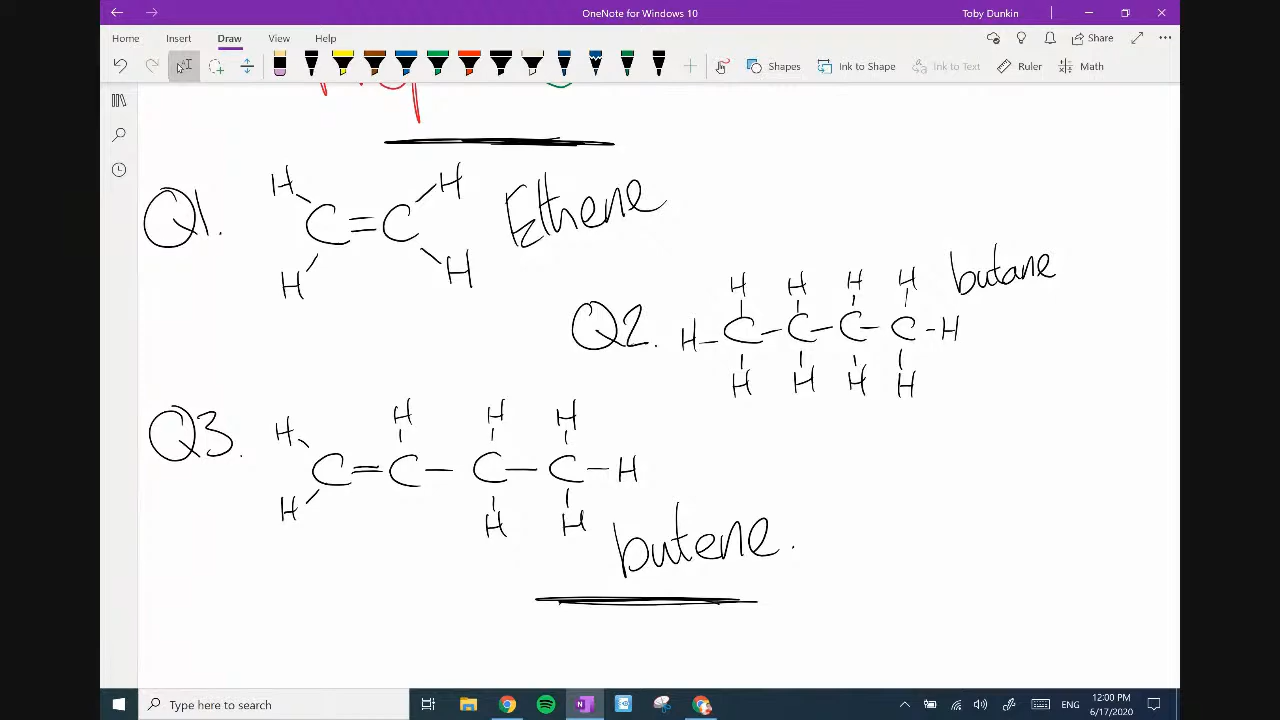 OneNote for Windows 10
Toby Dunkin
Home Insert Draw View Help
Share
Shapes Ink to Shape Ink to Text Ruler Math
Q1.
H H
C=C
H H
Ethene
Q2.
H H H H
H-C-C-C-C-H
H H H H
butane
Q3.
H H H H
C=C-C-C-H
H H H
butene.
Type here to search
ENG
12:00 PM
6/17/2020